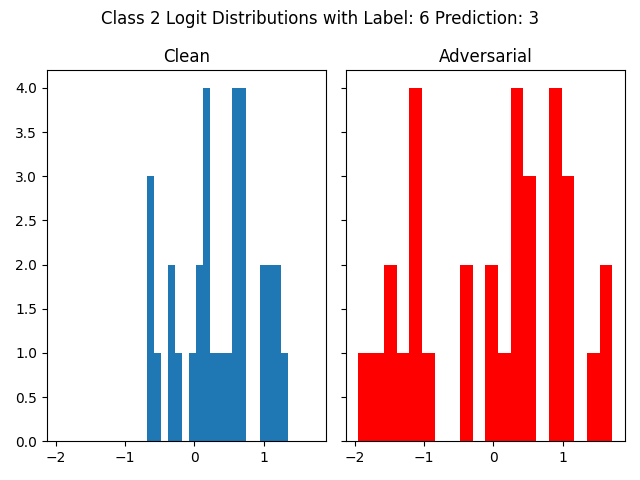 Class 2 Logit Distributions with Label: 6 Prediction: 3
Clean
Adversarial
4.0
3.5
3.0
2.5
2.0
1.5
1.0
0.5
0.0
−2 −1 0 1
−2 −1 0 1